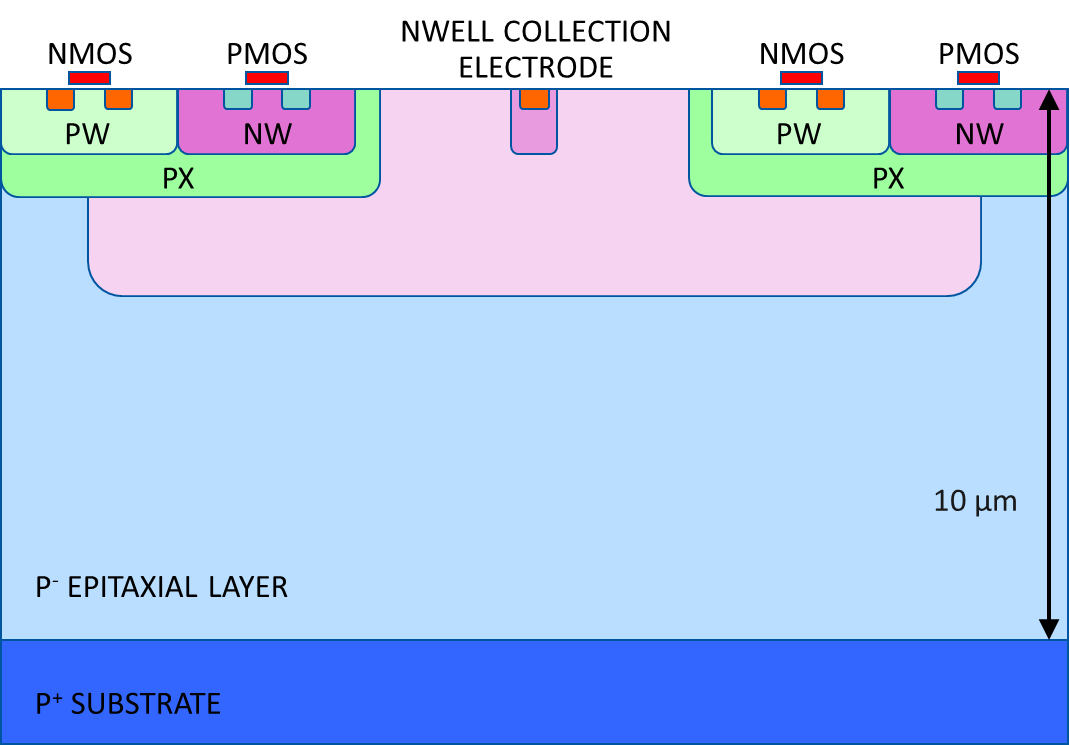 NWELL COLLECTION
ELECTRODE
NMOS
PMOS
NMOS
PMOS
PW
NW
PW
NW
PX
PX
10 µm
P- EPITAXIAL LAYER
P+ SUBSTRATE